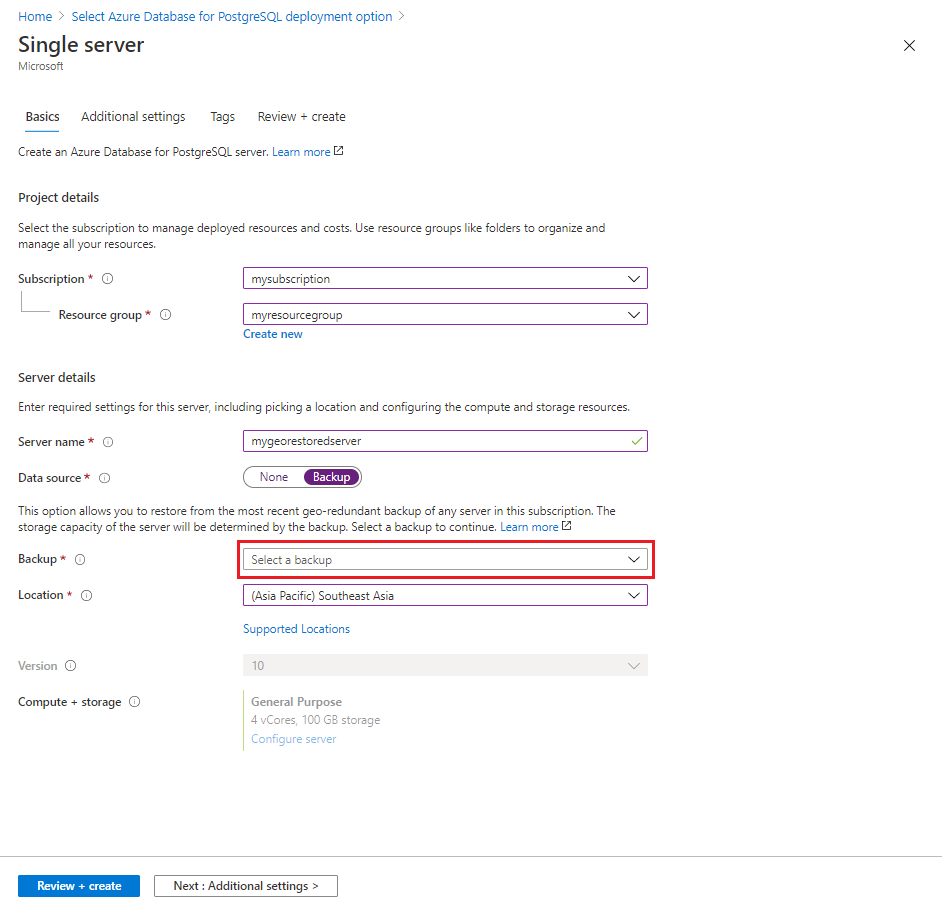 Home > Select Azure Database for PostgreSQL deployment option >
Single server
Microsoft
Basics Additional settings Tags Review + create
Create an Azure Database for PostgreSQL server. Learn more
Project details
Select the subscription to manage deployed resources and costs. Use resource groups like folders to organize and
manage all your resources.
Subscription * mysubscription
Resource group * myresourcegroup
Create new
Server details
Enter required settings for this server, including picking a location and configuring the compute and storage resources.
Server name * mygeorestoredserver
Data source * None Backup
This option allows you to restore from the most recent geo-redundant backup of any server in this subscription. The
storage capacity of the server will be determined by the backup. Select a backup to continue. Learn more
Backup * Select a backup
Location * (Asia Pacific) Southeast Asia
Supported Locations
Version 10
Compute + storage General Purpose
4 vCores, 100 GB storage
Configure server
Review + create Next : Additional settings >